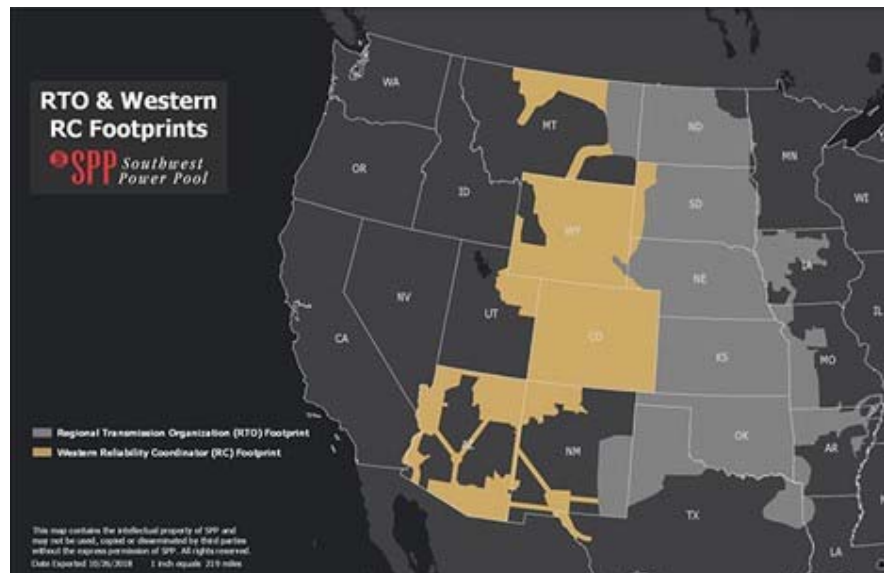 RTO & Western
RC Footprints
SPP Southwest
Power Pool
WA
OR
ID
MT
ND
MN
WI
SD
WY
NE
IA
IL
NV
UT
CA
CO
KS
MO
OK
AR
NM
TX
LA
Regional Transmission Organization (RTO) Footprint
Western Reliability Coordinator (RC) Footprint
This map contains the intellectual property of SPP and
may not be used, copied or disseminated by third parties
without the express permission of SPP. All rights reserved.
Date Exported 10/26/2018 1 inch equals 219 miles